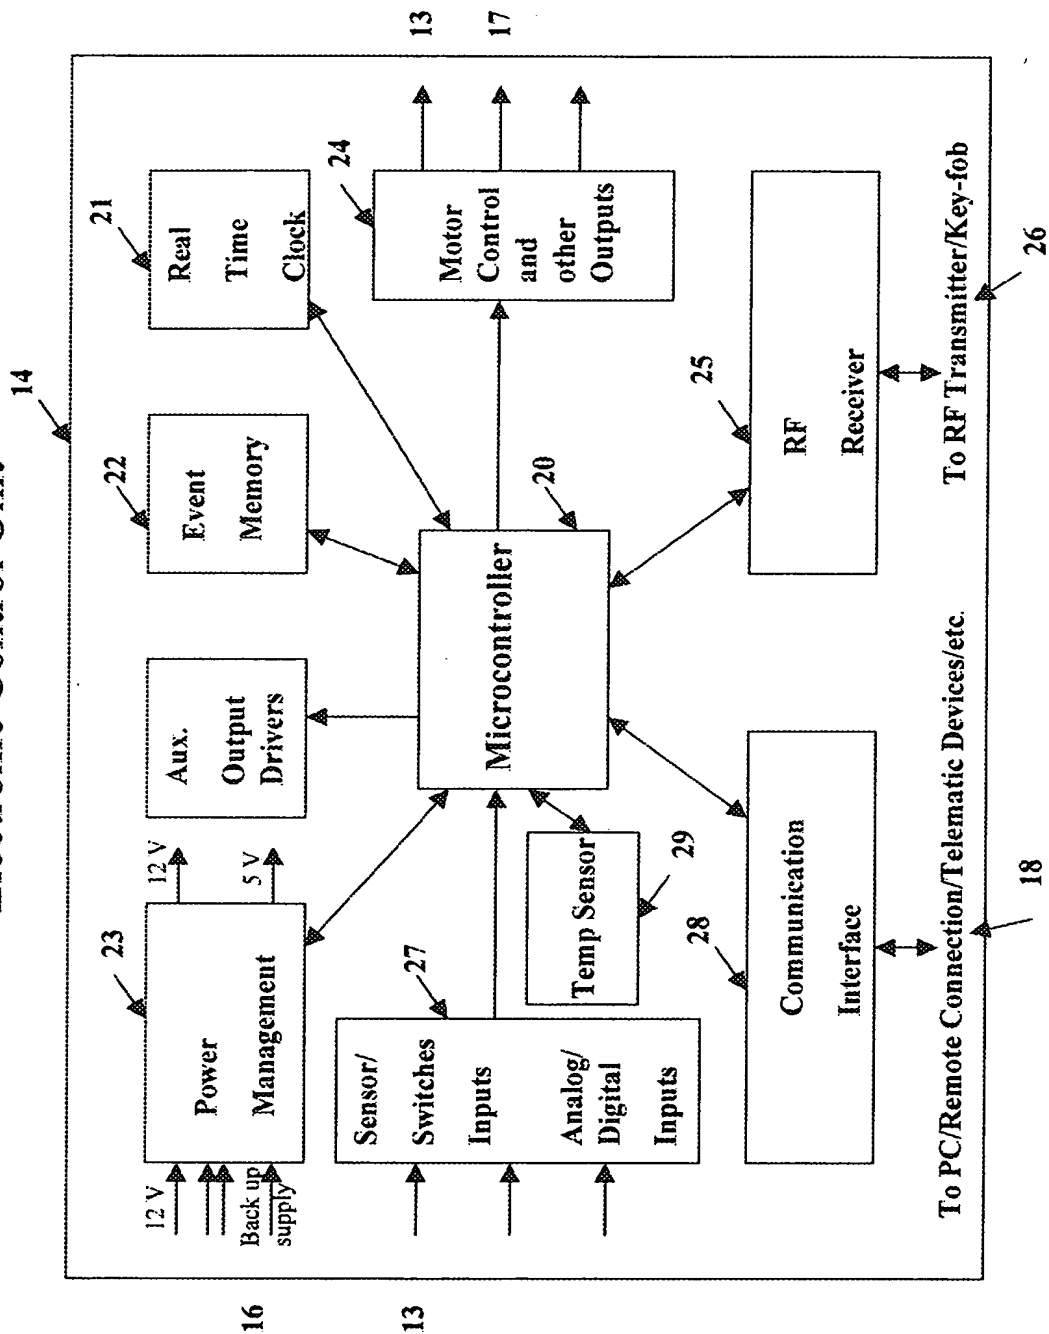 14
16
12 V
Back up
supply
23
Power
Management
12 V
5 V
Aux.
Output
Drivers
22
Event
Memory
21
Real
Time
Clock
13
Sensor/
Switches
Inputs
Analog/
Digital
Inputs
27
Temp Sensor
29
Microcontroller
20
24
Motor
Control
and
other
Outputs
13
17
28
Communication
Interface
25
RF
Receiver
To PC/Remote Connection/Telematic Devices/etc.
18
To RF Transmitter/Key-fob
26